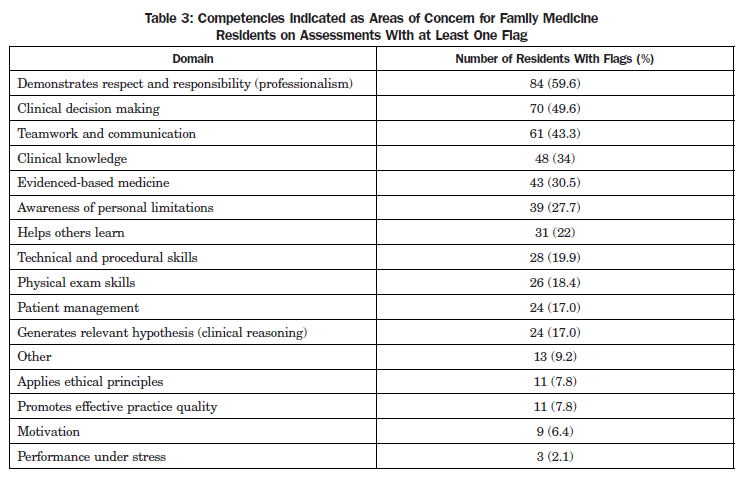 Table 3: Competencies Indicated as Areas of Concern for Family Medicine
Residents on Assessments With at Least One Flag
Domain Number of Residents With Flags (%)
Demonstrates respect and responsibility (professionalism) 84 (59.6)
Clinical decision making 70 (49.6)
Teamwork and communication 61 (43.3)
Clinical knowledge 48 (34)
Evidenced-based medicine 43 (30.5)
Awareness of personal limitations 39 (27.7)
Helps others learn 31 (22)
Technical and procedural skills 28 (19.9)
Physical exam skills 26 (18.4)
Patient management 24 (17.0)
Generates relevant hypothesis (clinical reasoning) 24 (17.0)
Other 13 (9.2)
Applies ethical principles 11 (7.8)
Promotes effective practice quality 11 (7.8)
Motivation 9 (6.4)
Performance under stress 3 (2.1)